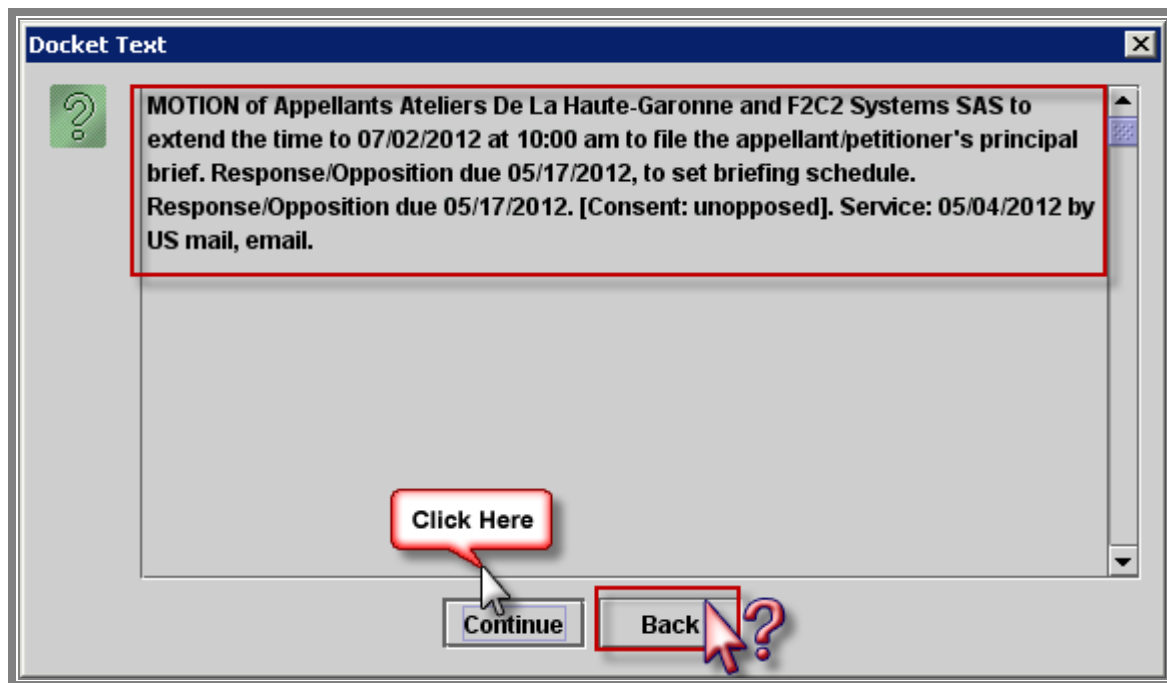 Docket Text
MOTION of Appellants Ateliers De La Haute-Garonne and F2C2 Systems SAS to
extend the time to 07/02/2012 at 10:00 am to file the appellant/petitioner's principal
brief. Response/Opposition due 05/17/2012, to set briefing schedule.
Response/Opposition due 05/17/2012. [Consent: unopposed]. Service: 05/04/2012 by
US mail, email.
Click Here
Continue Back ?